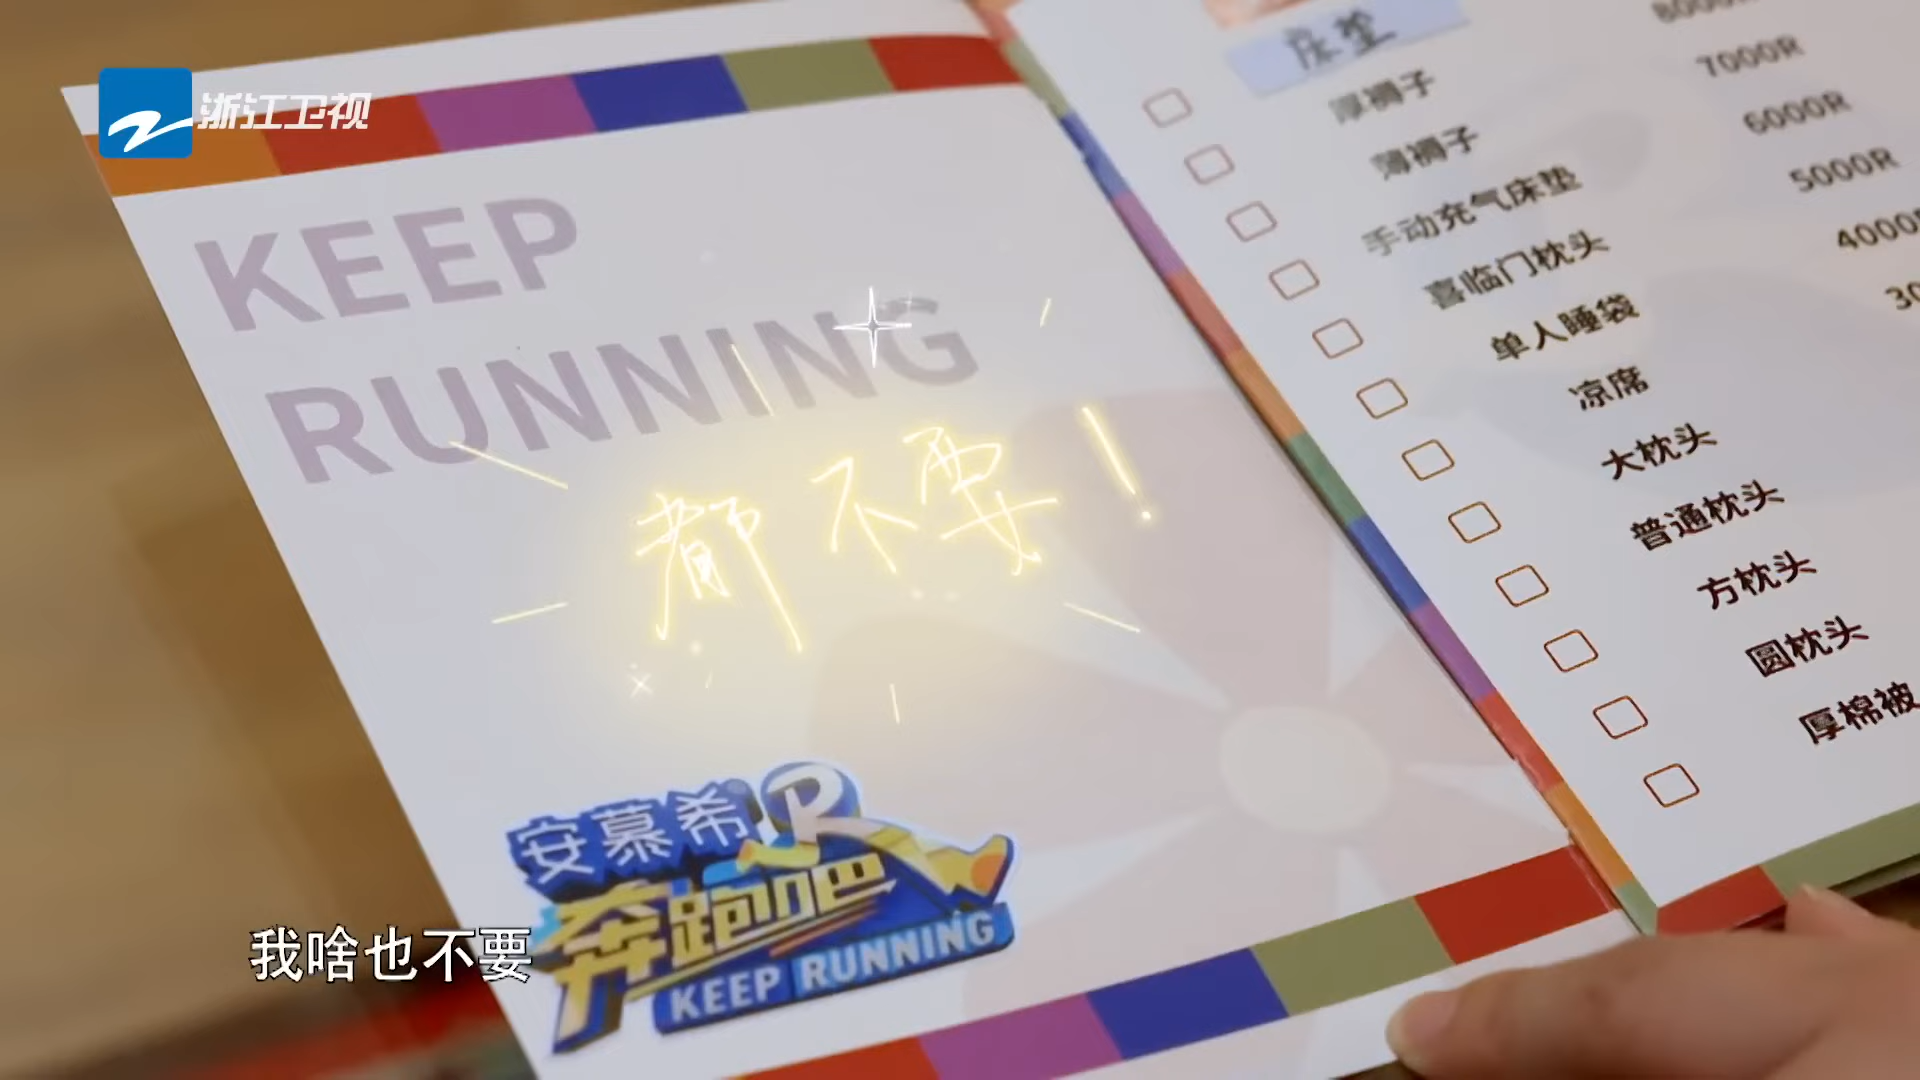 浙江卫视
KEEP
RUNNING
都不要！
安慕希
奔跑吧
KEEP RUNNING
我啥也不要
床垫
厚褥子
7000R
薄褥子
6000R
手动充气床垫
5000R
喜临门枕头
单人睡袋
凉席
大枕头
普通枕头
方枕头
圆枕头
厚棉被